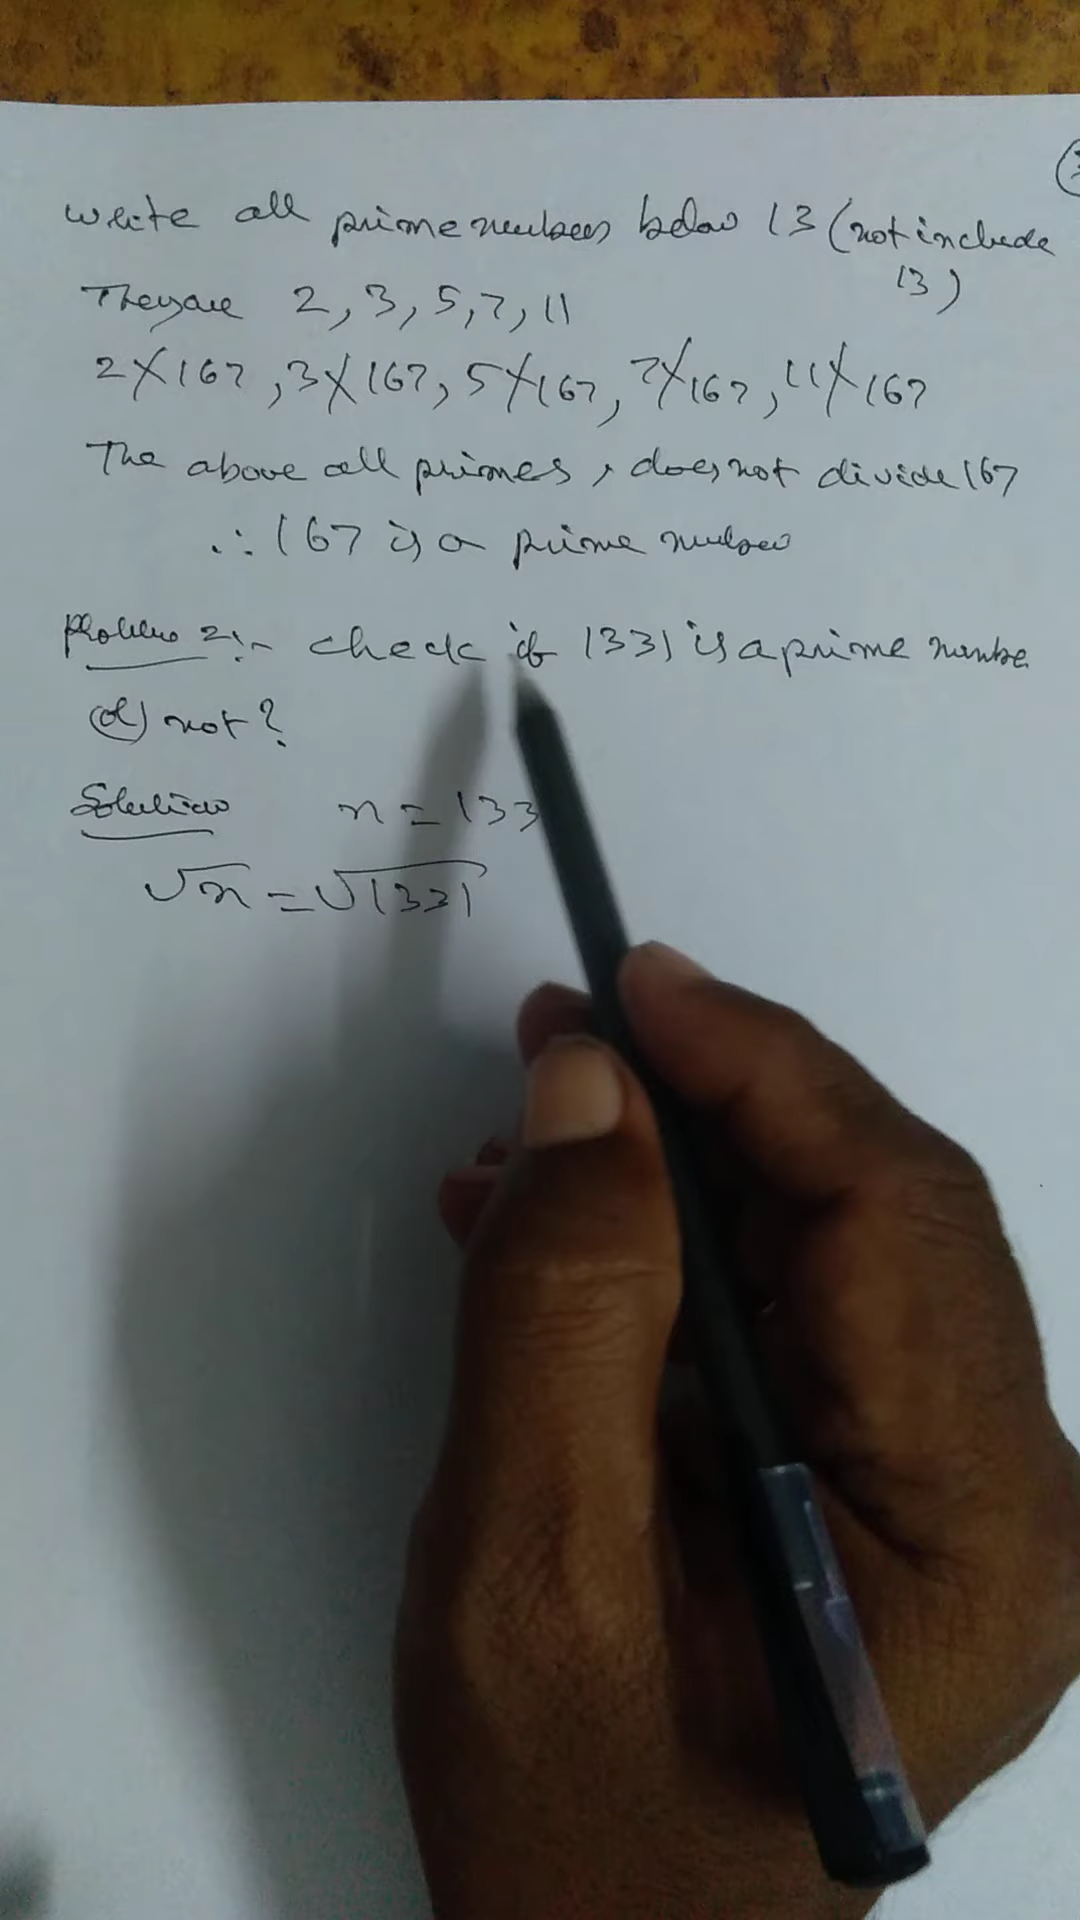 write all prime numbers below 13 (not include 13)
They are 2, 3, 5, 7, 11
2 ∤ 167, 3 ∤ 167, 5 ∤ 167, 7 ∤ 167, 11 ∤ 167
The above all primes, does not divide 167
∴ 167 is a prime number
Problem 2:- check if 1331 is a prime number
(or) not?
Solution n = 133
√n = √1331